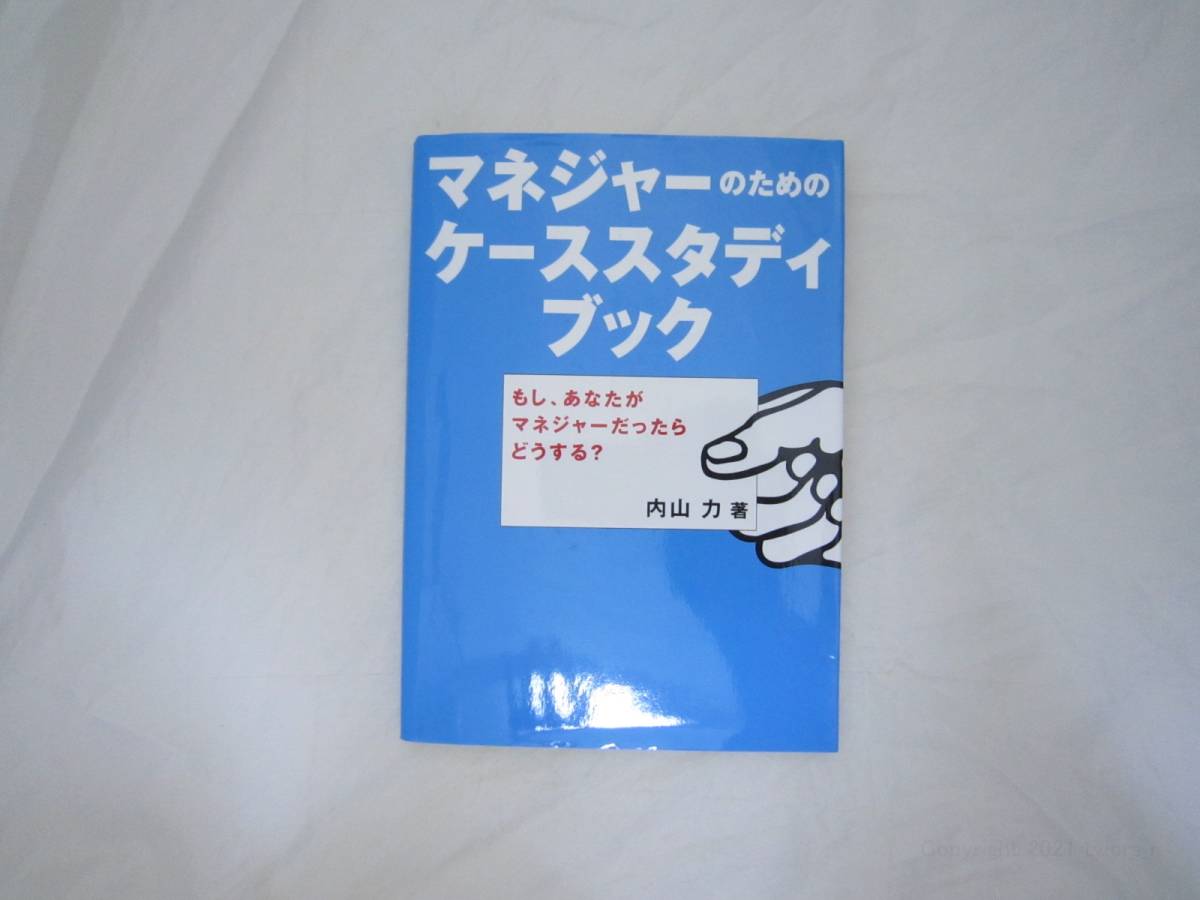 マネジャーのための
ケーススタディ
ブック
もし、あなたが
マネジャーだったら
どうする?
内山 力 著